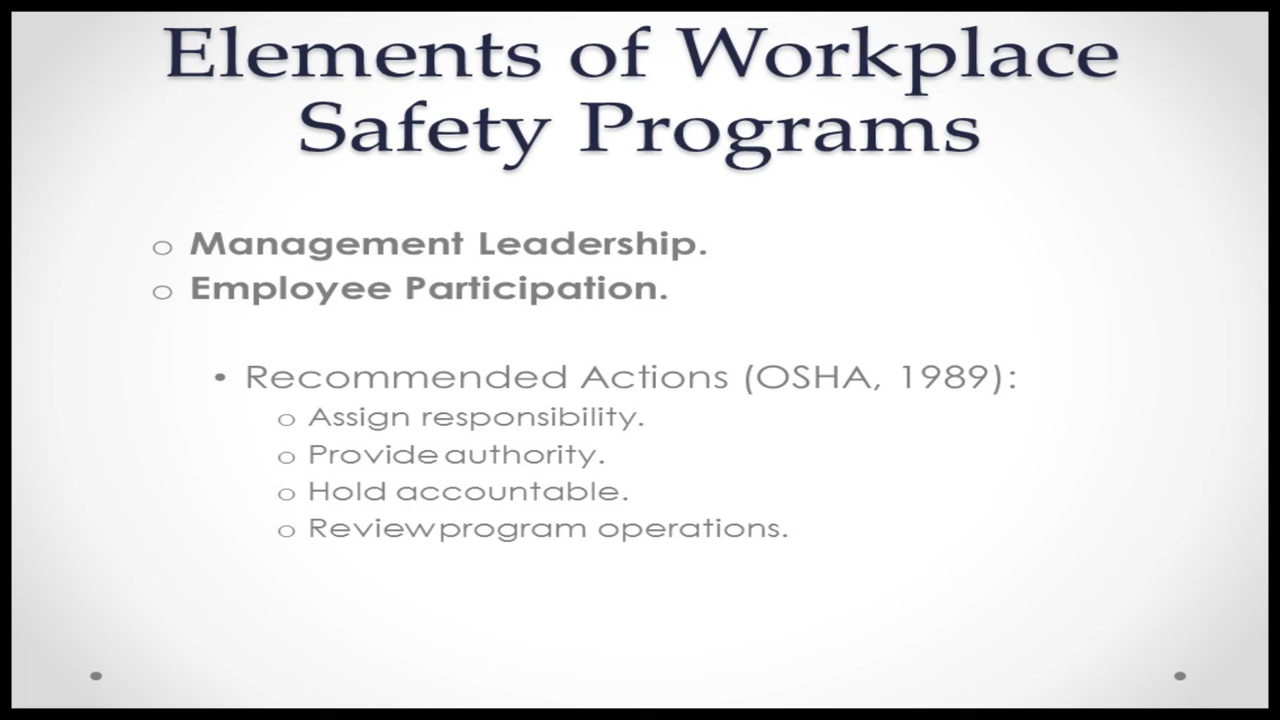 Elements of Workplace
Safety Programs
o Management Leadership.
o Employee Participation.
• Recommended Actions (OSHA, 1989):
o Assign responsibility.
o Provide authority.
o Hold accountable.
o Review program operations.